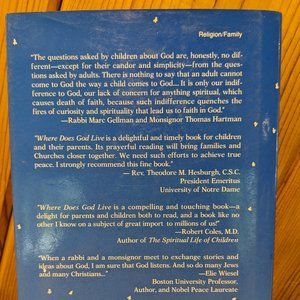 Religion/Family
"The questions asked by children about God are, honestly, no dif-
ferent—except for their candor and simplicity—from the ques-
tions asked by adults. There is nothing to say that an adult cannot
come to God the way a child comes to God... It is only our indif-
ference to God, our lack of concern for anything spiritual, which
causes death of faith, because such indifference quenches the
fires of curiosity and spirituality that lead us to faith in God."
—Rabbi Marc Gellman and Monsignor Thomas Hartman
"Where Does God Live is a delightful and timely book for children
and their parents. Its prayerful reading will bring families and
Churches closer together. We need such efforts to achieve true
peace. I strongly recommend this fine book."
— Rev. Theodore M. Hesburgh, C.S.C.
President Emeritus
University of Notre Dame
"Where Does God Live is a compelling and touching book—a
delight for parents and children both to read, and a book like no
other I know on a subject of great import to millions of us!"
—Robert Coles, M.D.
Author of The Spiritual Life of Children
"When a rabbi and a monsignor meet to exchange stories and
ideas about God, I am sure that God listens. And so do many Jews
and many Christians..."
—Elie Wiesel
Boston University Professor,
Author, and Nobel Peace Laureate